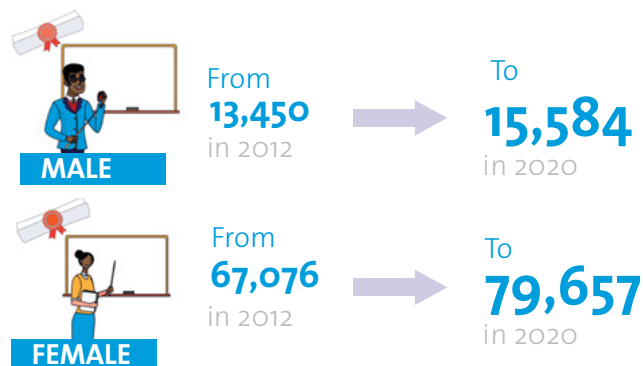 From
13,450
in 2012
To
15,584
in 2020
MALE
From
67,076
in 2012
To
79,657
in 2020
FEMALE